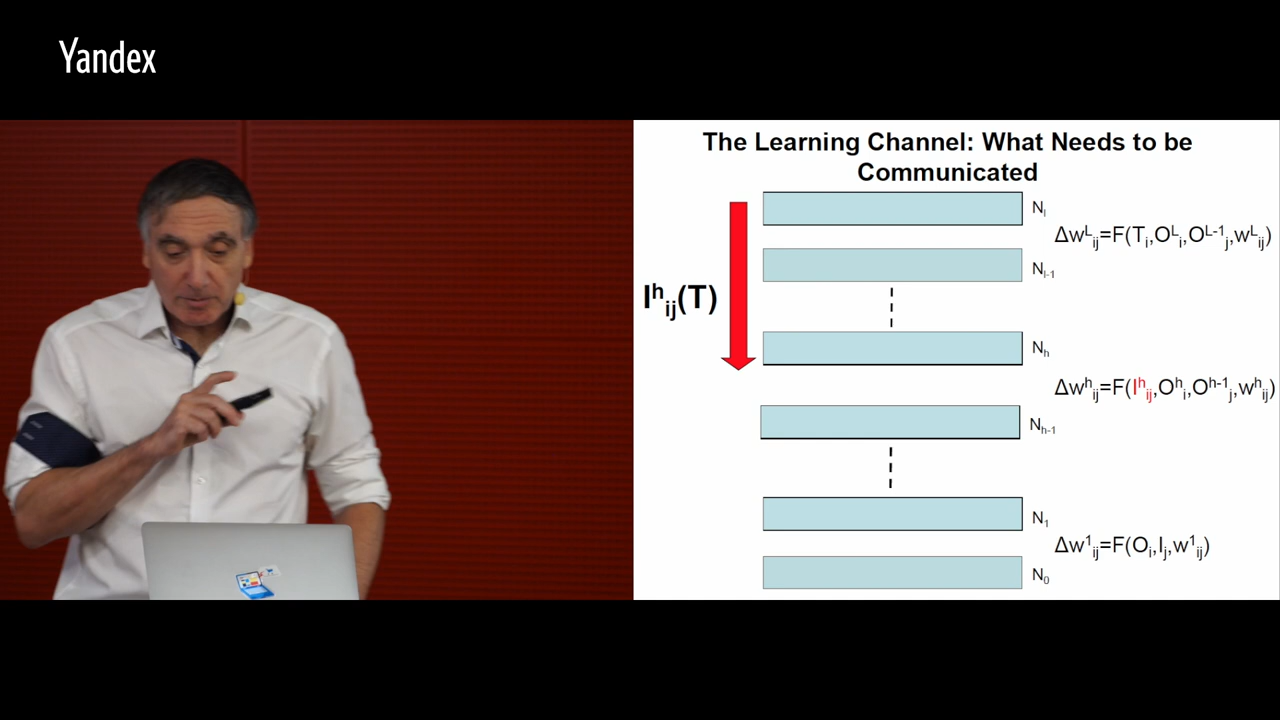 Yandex
The Learning Channel: What Needs to be
Communicated
N_l
Δw^L_ij=F(T_i,O^L_i,O^L-1_j,w^L_ij)
N_l-1
I^h_ij(T)
N_h
Δw^h_ij=F(I^h_ij,O^h_i,O^h-1_j,w^h_ij)
N_h-1
N_1
Δw^1_ij=F(O_i,I_j,w^1_ij)
N_0